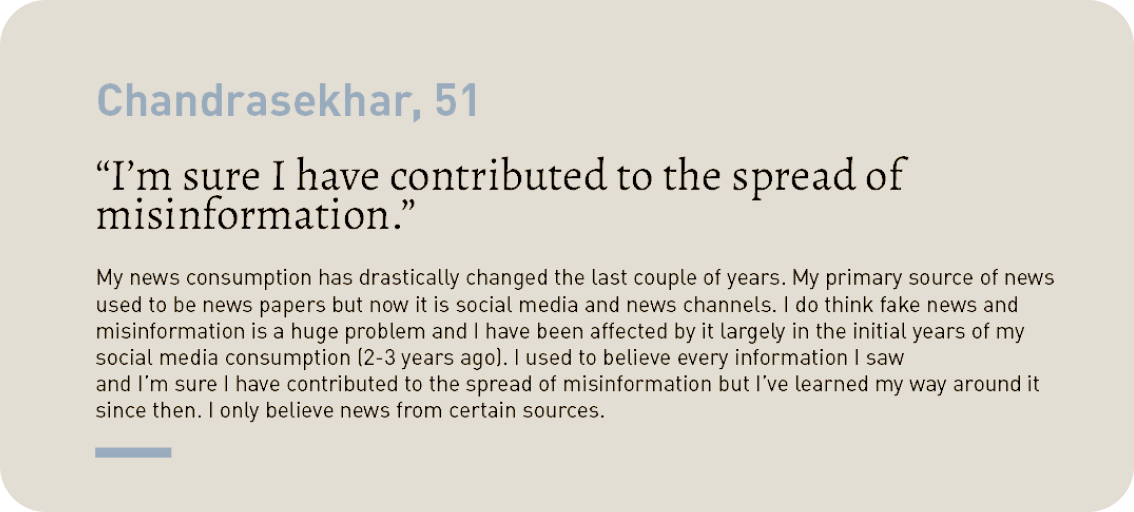 Chandrasekhar, 51
“I’m sure I have contributed to the spread of
misinformation.”
My news consumption has drastically changed the last couple of years. My primary source of news
used to be news papers but now it is social media and news channels. I do think fake news and
misinformation is a huge problem and I have been affected by it largely in the initial years of my
social media consumption (2-3 years ago). I used to believe every information I saw
and I’m sure I have contributed to the spread of misinformation but I’ve learned my way around it
since then. I only believe news from certain sources.